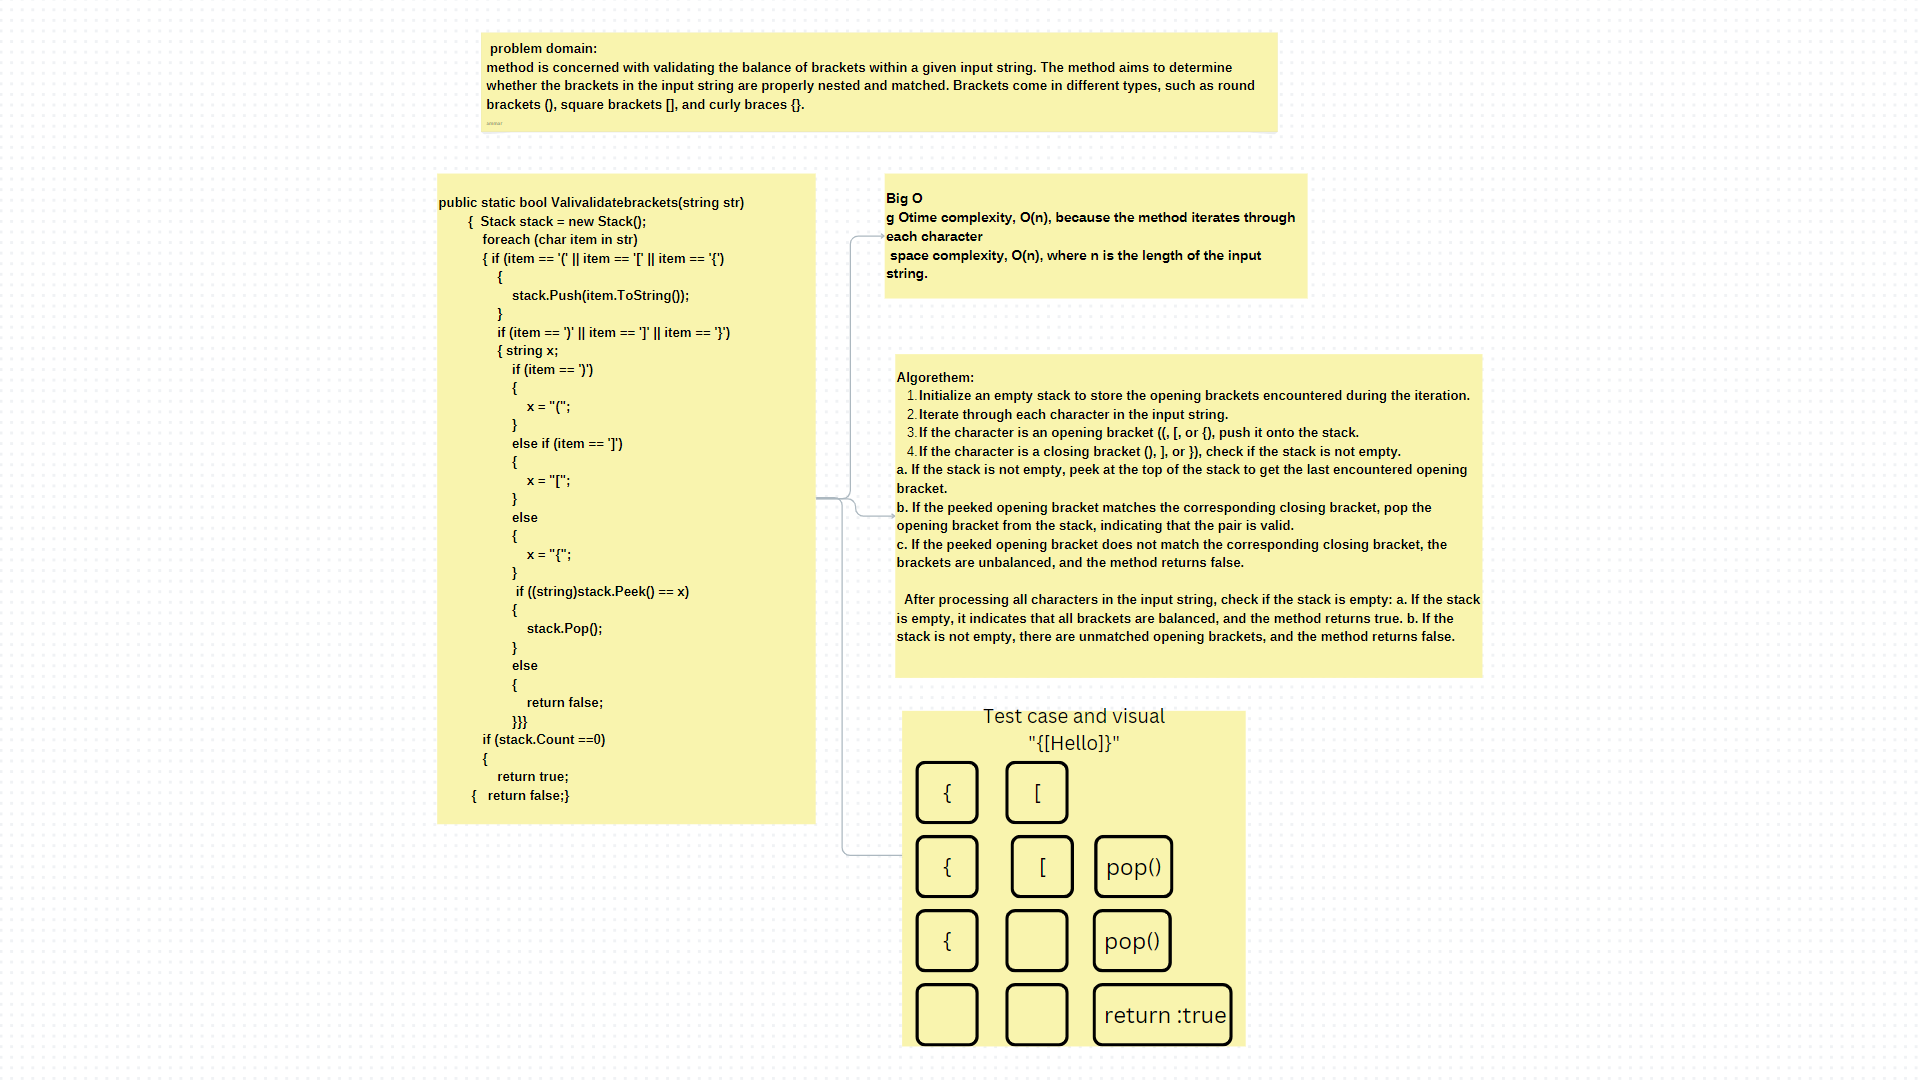 problem domain:
method is concerned with validating the balance of brackets within a given input string. The method aims to determine
whether the brackets in the input string are properly nested and matched. Brackets come in different types, such as round
brackets (), square brackets [], and curly braces {}.
public static bool Valivalidatebrackets(string str)
{  Stack stack = new Stack();
foreach (char item in str)
{ if (item == '(' || item == '[' || item == '{')
{
stack.Push(item.ToString());
}
if (item == ')' || item == ']' || item == '}')
{ string x;
if (item == ')')
{
x = "(";
}
else if (item == ']')
{
x = "[";
}
else
{
x = "{";
}
if ((string)stack.Peek() == x)
{
stack.Pop();
}
else
{
return false;
}}}
if (stack.Count ==0)
{
return true;
{   return false;}
Big O
g Otime complexity, O(n), because the method iterates through
each character
space complexity, O(n), where n is the length of the input
string.
Algorethem:
1. Initialize an empty stack to store the opening brackets encountered during the iteration.
2. Iterate through each character in the input string.
3. If the character is an opening bracket ((, [, or {), push it onto the stack.
4. If the character is a closing bracket (), ], or }), check if the stack is not empty.
a. If the stack is not empty, peek at the top of the stack to get the last encountered opening
bracket.
b. If the peeked opening bracket matches the corresponding closing bracket, pop the
opening bracket from the stack, indicating that the pair is valid.
c. If the peeked opening bracket does not match the corresponding closing bracket, the
brackets are unbalanced, and the method returns false.
After processing all characters in the input string, check if the stack is empty: a. If the stack
is empty, it indicates that all brackets are balanced, and the method returns true. b. If the
stack is not empty, there are unmatched opening brackets, and the method returns false.
Test case and visual
"{[Hello]}"
{ [
{ [ pop()
{ pop()
return :true